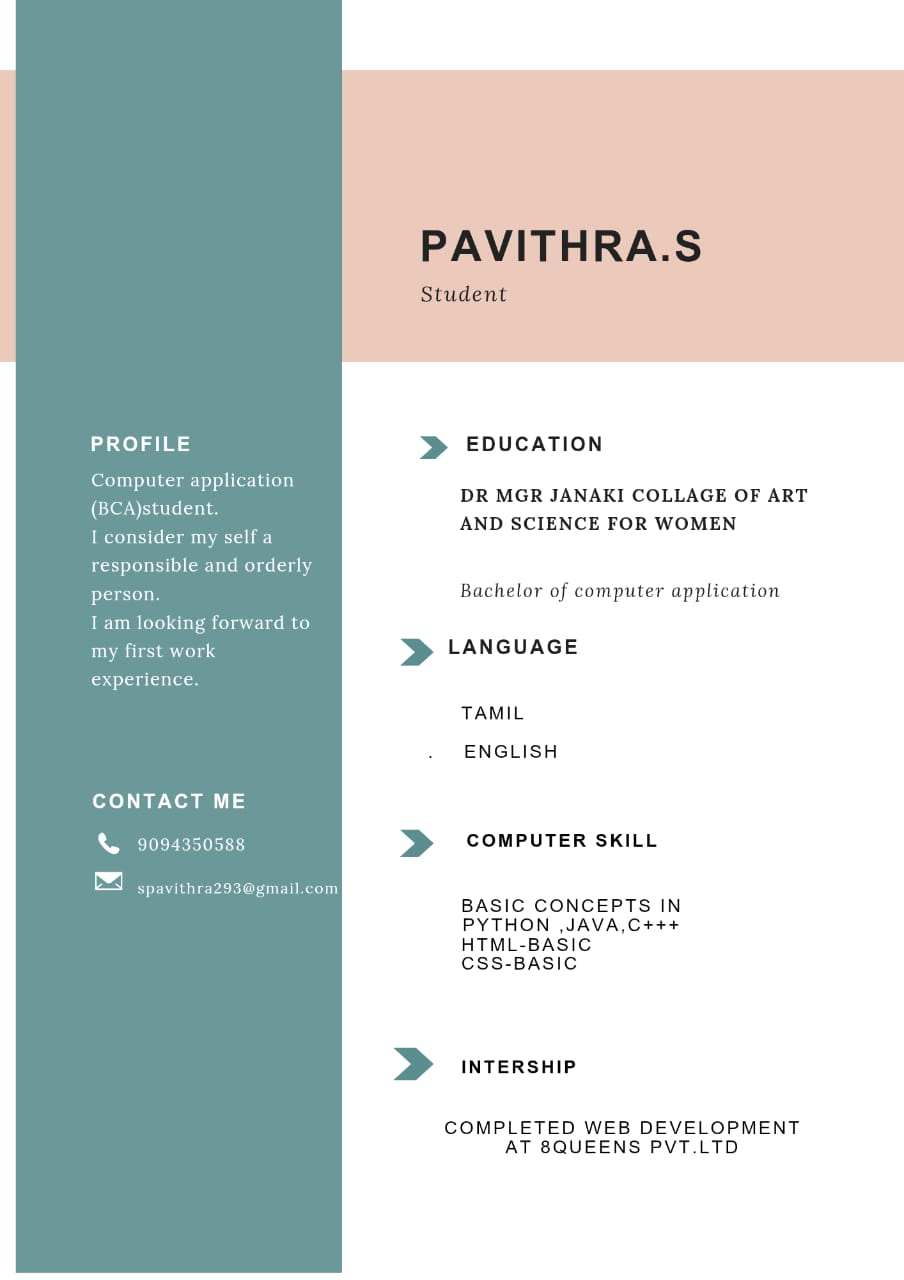 PAVITHRA.S
Student
PROFILE
Computer application
(BCA)student.
I consider my self a
responsible and orderly
person.
I am looking forward to
my first work
experience.
CONTACT ME
9094350588
spavithra293@gmail.com
EDUCATION
DR MGR JANAKI COLLAGE OF ART
AND SCIENCE FOR WOMEN
Bachelor of computer application
LANGUAGE
TAMIL
. ENGLISH
COMPUTER SKILL
BASIC CONCEPTS IN
PYTHON ,JAVA,C+++
HTML-BASIC
CSS-BASIC
INTERSHIP
COMPLETED WEB DEVELOPMENT
AT 8QUEENS PVT.LTD